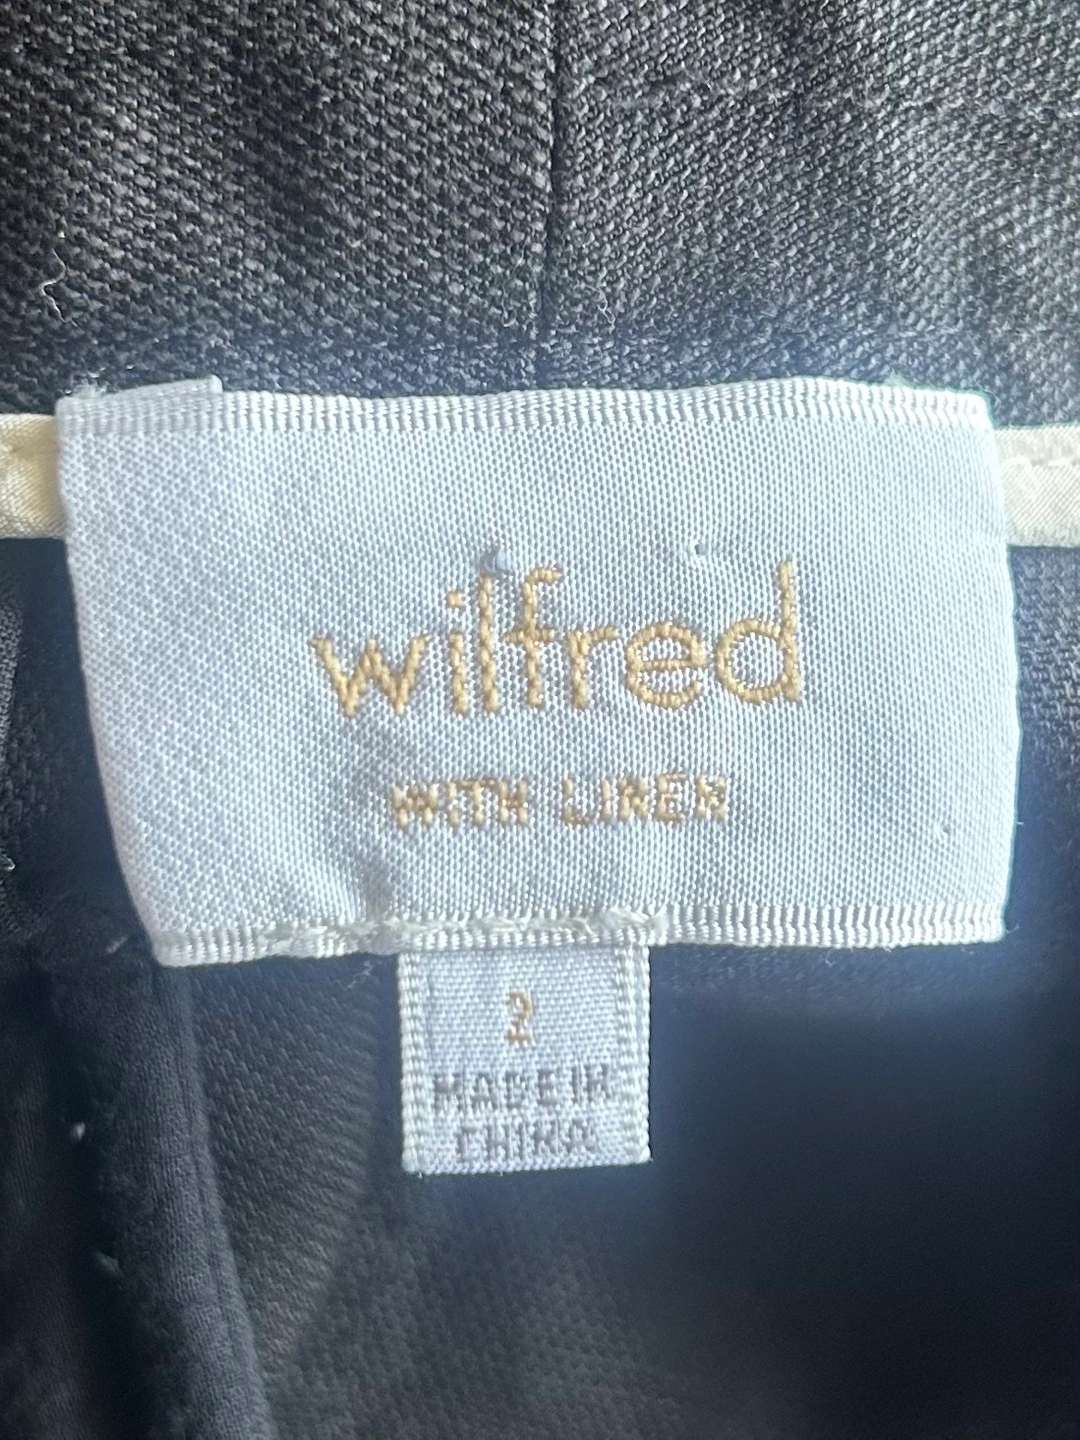 wilfred
WITH LINEN
2
MADE IN
CHINA